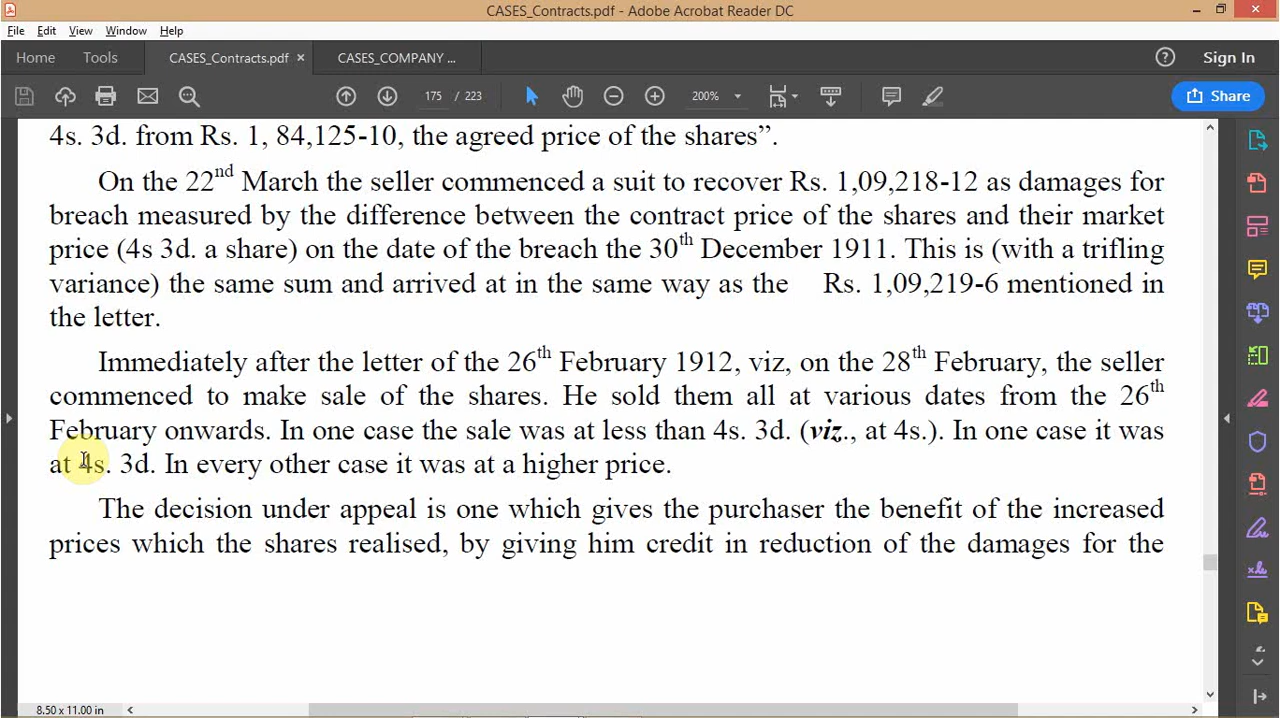 CASES_Contracts.pdf - Adobe Acrobat Reader DC
File Edit View Window Help
Home Tools CASES_Contracts.pdf × CASES_COMPANY ... Sign In
175 / 223 200% Share
4s. 3d. from Rs. 1, 84,125-10, the agreed price of the shares”.
On the 22nd March the seller commenced a suit to recover Rs. 1,09,218-12 as damages for
breach measured by the difference between the contract price of the shares and their market
price (4s 3d. a share) on the date of the breach the 30th December 1911. This is (with a trifling
variance) the same sum and arrived at in the same way as the Rs. 1,09,219-6 mentioned in
the letter.
Immediately after the letter of the 26th February 1912, viz, on the 28th February, the seller
commenced to make sale of the shares. He sold them all at various dates from the 26th
February onwards. In one case the sale was at less than 4s. 3d. (viz., at 4s.). In one case it was
at 4s. 3d. In every other case it was at a higher price.
The decision under appeal is one which gives the purchaser the benefit of the increased
prices which the shares realised, by giving him credit in reduction of the damages for the
8.50 x 11.00 in